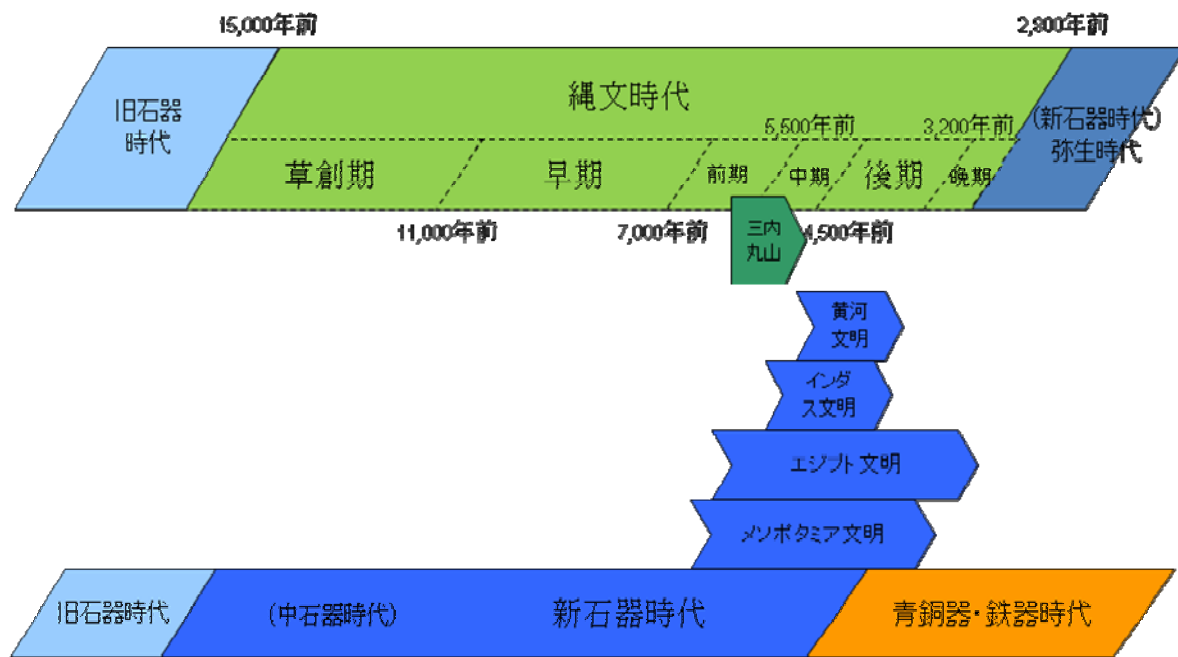 15,000年前
2,800年前
旧石器
時代
縄文時代
5,500年前
3,200年前
(新石器時代)
弥生時代
草創期
早期
前期
中期
後期
晩期
11,000年前
7,000年前
三内
丸山
4,500年前
黄河
文明
インダ
ス文明
エジプト文明
メソポタミア文明
旧石器時代
(中石器時代)
新石器時代
青銅器・鉄器時代